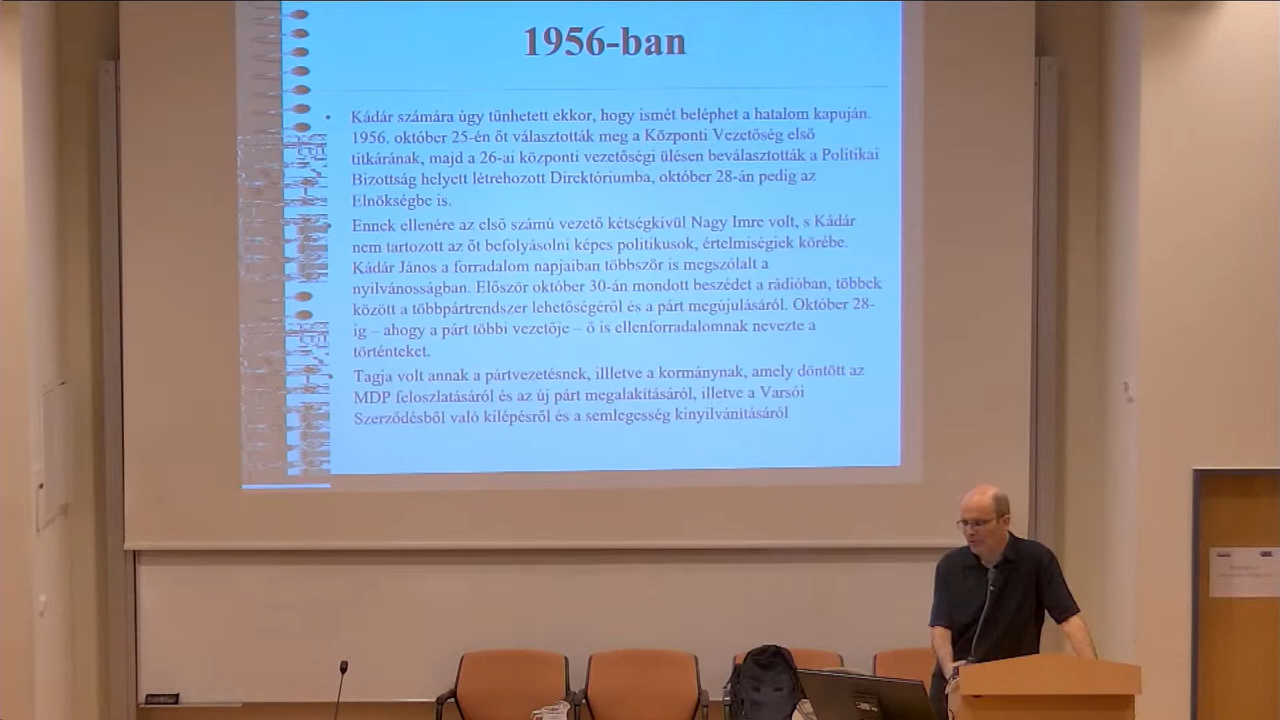 1956-ban
Kádár számára úgy tűnhetett ekkor, hogy ismét beléphet a hatalom kapuján.
1956. október 25-én őt választották meg a Központi Vezetőség első
titkárának, majd a 26-ai központi vezetőségi ülésen beválasztották a Politikai
Bizottság helyett létrehozott Direktóriumba, október 28-án pedig az
Elnökségbe is.
Ennek ellenére az első számú vezető kétségkívül Nagy Imre volt, s Kádár
nem tartozott az őt befolyásolni képes politikusok, értelmiségiek körébe.
Kádár János a forradalom napjaiban többször is megszólalt a
nyilvánosságban. Először október 30-án mondott beszédet a rádióban, többek
között a többpártrendszer lehetőségéről és a párt megújulásáról. Október 28-
ig – ahogy a párt többi vezetője – ő is ellenforradalomnak nevezte a
történteket.
Tagja volt annak a pártvezetésnek, illletve a kormánynak, amely döntött az
MDP feloszlatásáról és az új párt megalakításáról, illetve a Varsói
Szerződésből való kilépésről és a semlegesség kinyilvánításáról